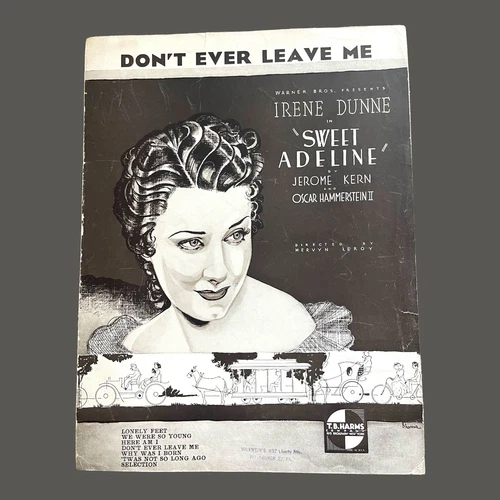 DON'T EVER LEAVE ME
WARNER BROS. PRESENTS
IRENE DUNNE
IN
"SWEET
ADELINE"
BY
JEROME KERN
AND
OSCAR HAMMERSTEIN II
DIRECTED BY
MERVYN LEROY
LONELY FEET
WE WERE SO YOUNG
HERE AM I
DON'T EVER LEAVE ME
WHY WAS I BORN
'TWAS NOT SO LONG AGO
SELECTION
T.B. HARMS
COMPANY